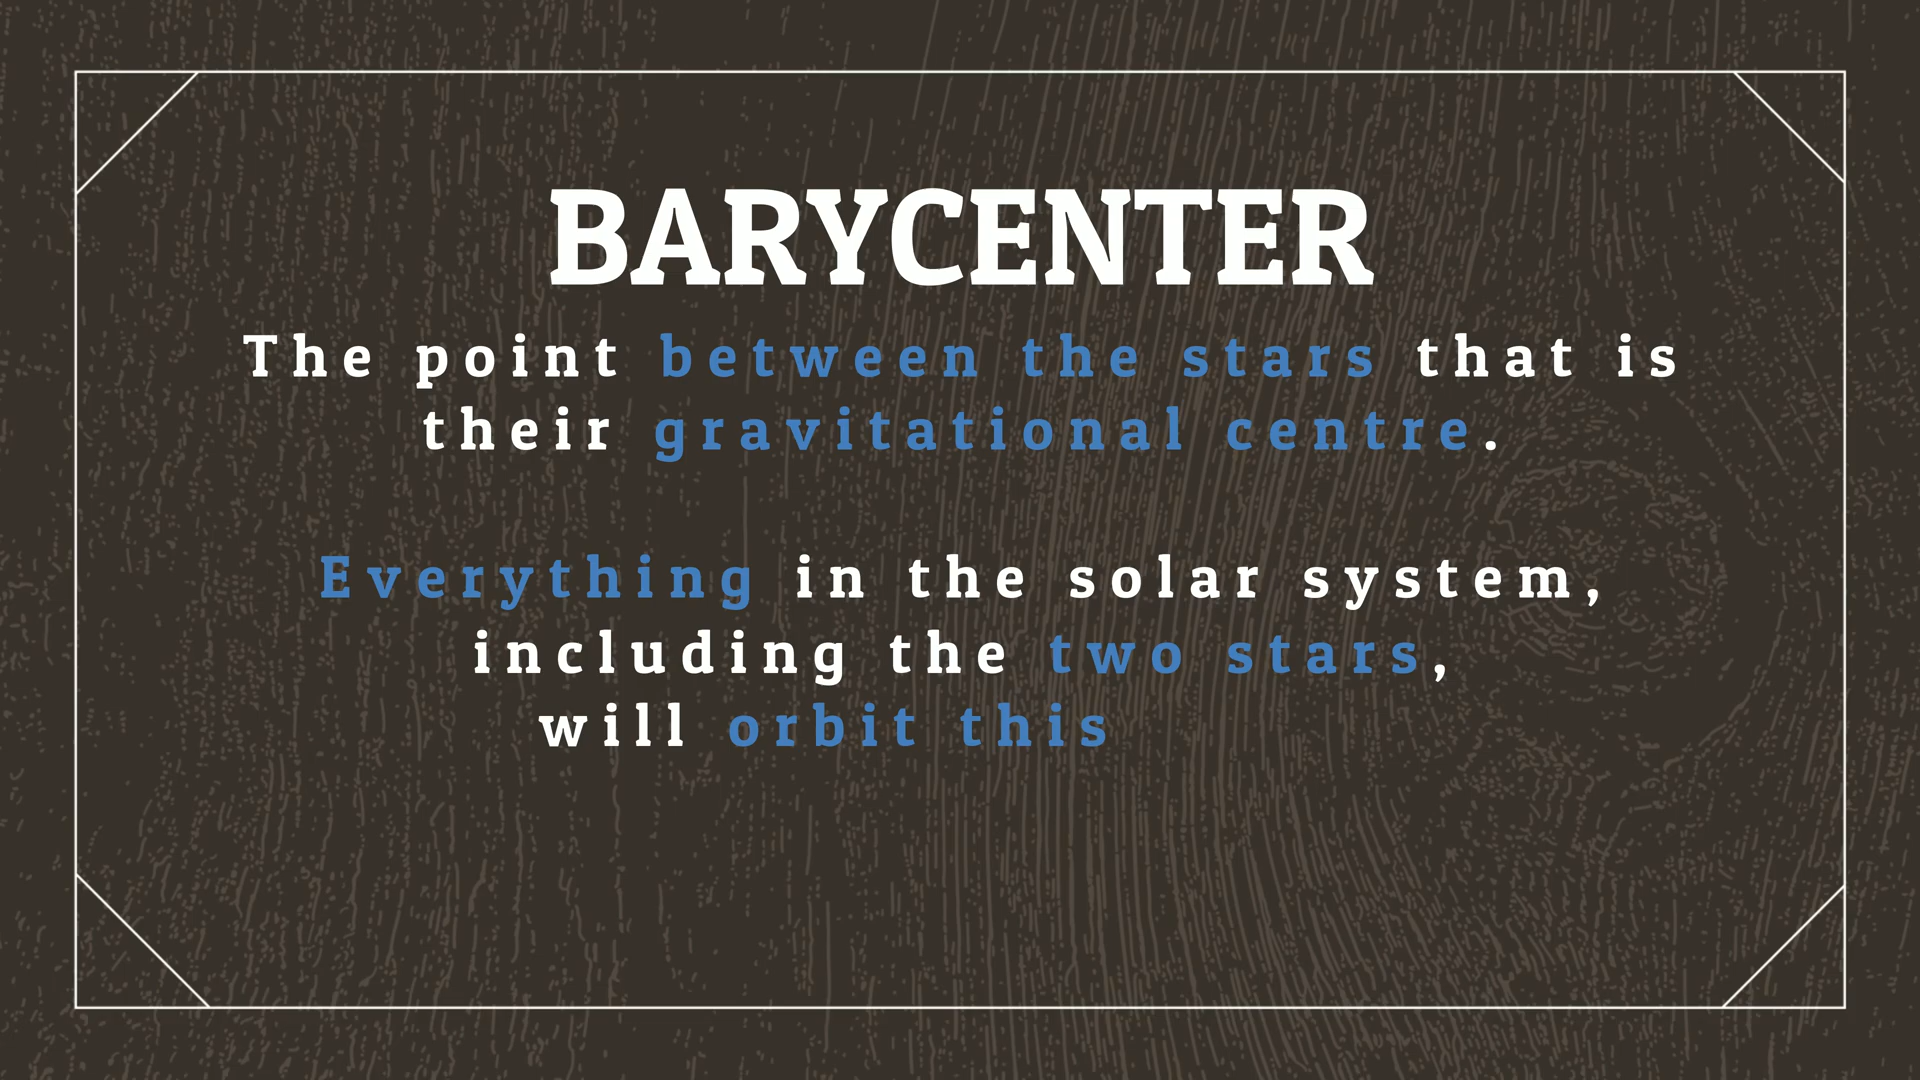 BARYCENTER
The point between the stars that is
their gravitational centre.
Everything in the solar system,
including the two stars,
will orbit this